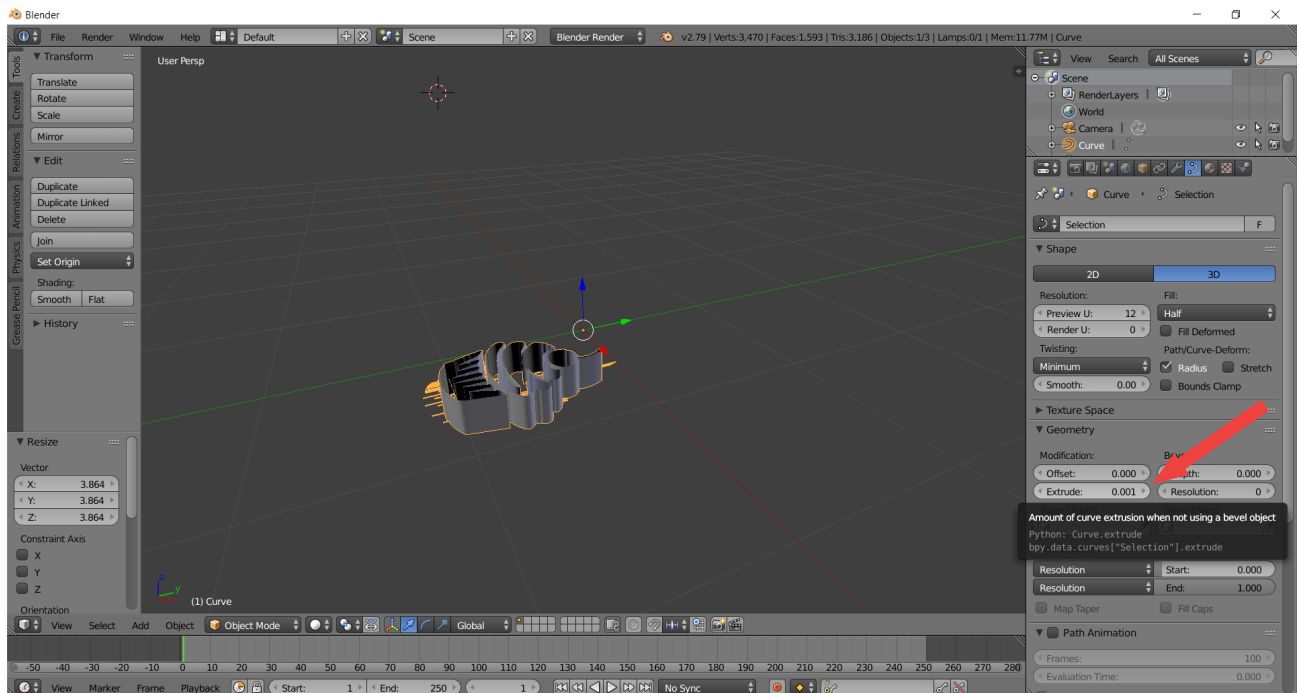 Blender
File Render Window Help Default Scene Blender Render v2.79 | Verts:3,470 | Faces:1,593 | Tris:3,186 | Objects:1/3 | Lamps:0/1 | Mem:11.77M | Curve
Tools
Create
Relations
Animation
Physics
Grease Pencil
Transform
Translate
Rotate
Scale
Mirror
Edit
Duplicate
Duplicate Linked
Delete
Join
Set Origin
Shading:
Smooth Flat
History
Resize
Vector
X: 3.864
Y: 3.864
Z: 3.864
Constraint Axis
X
Y
Z
Orientation
User Persp
z
y
(1) Curve
View Select Add Object Object Mode Global
-50 -40 -30 -20 -10 0 10 20 30 40 50 60 70 80 90 100 110 120 130 140 150 160 170 180 190 200 210 220 230 240 250 260 270 280
View Marker Frame Playback Start: 1 End: 250 1 No Sync
View Search All Scenes
Scene
RenderLayers |
World
Camera |
Curve |
Curve Selection
Selection F
Shape
2D 3D
Resolution: Fill:
Preview U: 12 Half
Render U: 0 Fill Deformed
Twisting: Path/Curve-Deform:
Minimum Radius Stretch
Smooth: 0.00 Bounds Clamp
Texture Space
Geometry
Modification:
Offset: 0.000 0.000
Extrude: 0.001 Resolution: 0
Amount of curve extrusion when not using a bevel object
Python: Curve.extrude
bpy.data.curves["Selection"].extrude
Resolution Start: 0.000
Resolution End: 1.000
Map Taper Fill Caps
Path Animation
Frames: 100
Evaluation Time: 0.000